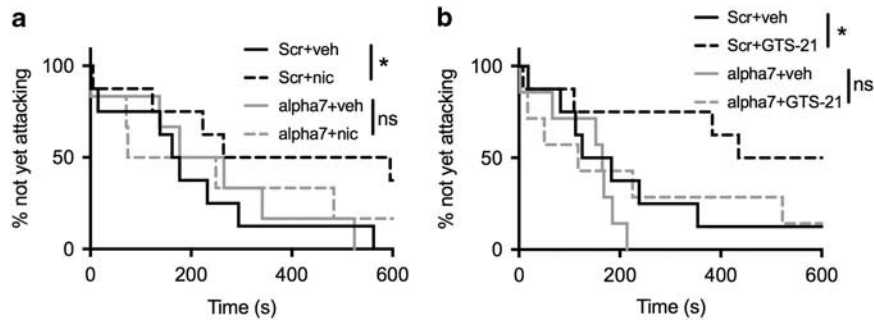 a
Scr+veh
Scr+nic
*
alpha7+veh
alpha7+nic
ns
% not yet attacking
100
50
0
0 200 400 600
Time (s)
b
Scr+veh
Scr+GTS-21
*
alpha7+veh
alpha7+GTS-21
ns
% not yet attacking
100
50
0
0 200 400 600
Time (s)